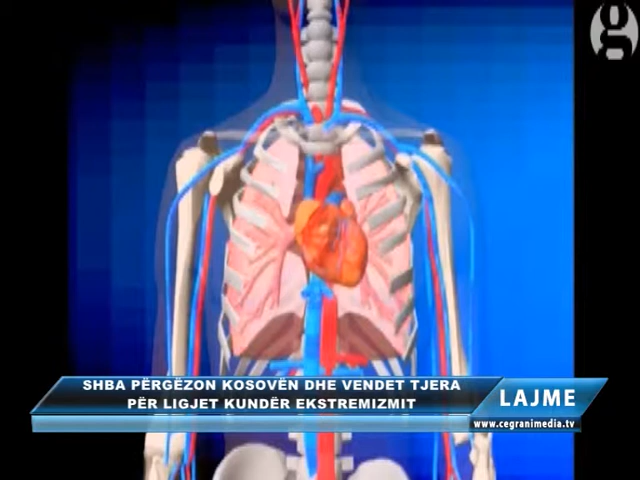 SHBA PËRGËZON KOSOVËN DHE VENDET TJERA
PËR LIGJET KUNDËR EKSTREMIZMIT
LAJME
www.cegranimedia.tv